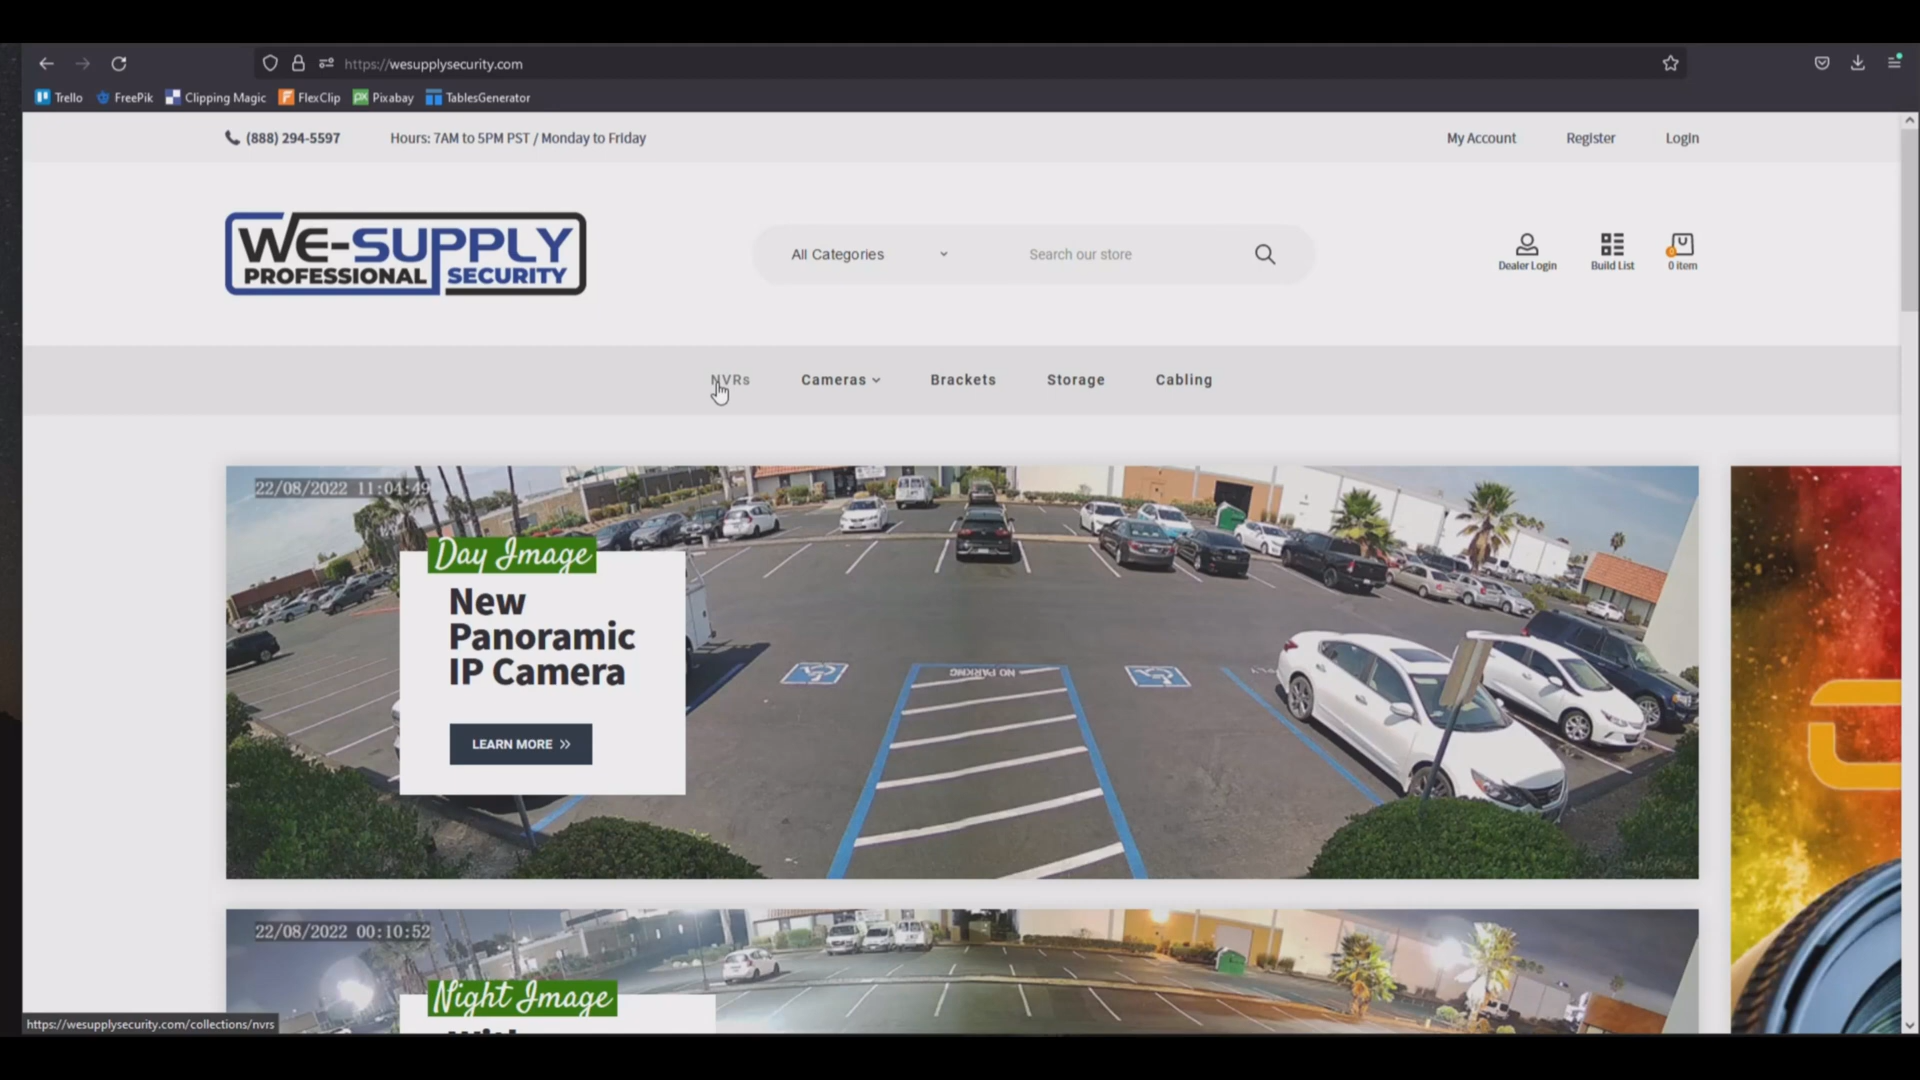 https://wesupplysecurity.com
Trello FreePik Clipping Magic FlexClip Pixabay TablesGenerator
(888) 294-5597 Hours: 7AM to 5PM PST / Monday to Friday My Account Register Login
WE-SUPPLY
PROFESSIONAL SECURITY
All Categories Search our store
Dealer Login Build List 0 item
NVRs Cameras Brackets Storage Cabling
22/08/2022 11:04:49
Day Image
New
Panoramic
IP Camera
LEARN MORE »
NO PARKING
22/08/2022 00:10:52
Night Image
https://wesupplysecurity.com/collections/nvrs